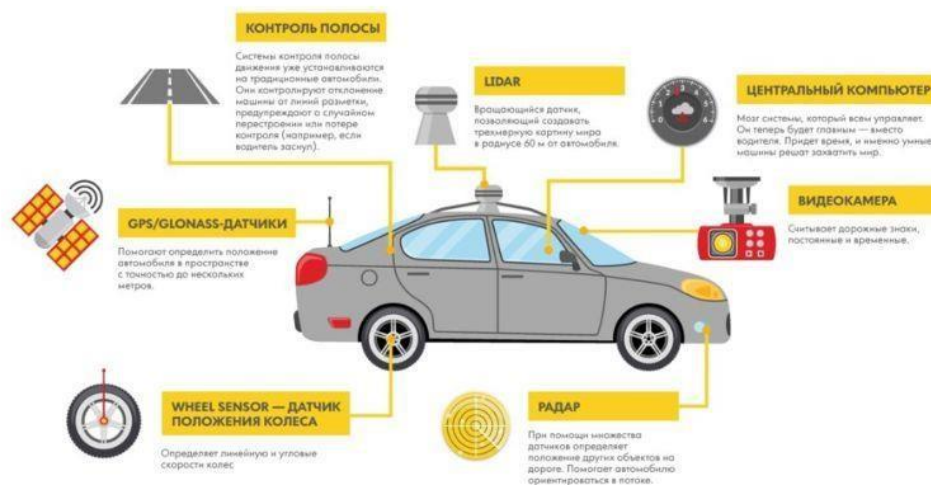 КОНТРОЛЬ ПОЛОСЫ
Системы контроля полосы
движения уже устанавливаются
на традиционные автомобили.
Они контролируют отклонение
машины от линий разметки,
предупреждают о случайном
перестроении или потере
контроля (например, если
водитель заснул).
LIDAR
Вращающийся датчик,
позволяющий создавать
трехмерную картину мира
в радиусе 60 м от автомобиля.
ЦЕНТРАЛЬНЫЙ КОМПЬЮТЕР
Мозг системы, который всем управляет.
Он теперь будет главным — вместо
водителя. Придет время, и именно умные
машины решат захватить мир.
ВИДЕОКАМЕРА
Считывает дорожные знаки,
постоянные и временные.
GPS/GLONASS-ДАТЧИКИ
Помогают определить положение
автомобиля в пространстве
с точностью до нескольких
метров.
WHEEL SENSOR — ДАТЧИК
ПОЛОЖЕНИЯ КОЛЕСА
Определяет линейную и угловые
скорости колес
РАДАР
При помощи множества
датчиков определяет
положение других объектов на
дороге. Помогает автомобилю
ориентироваться в потоке.